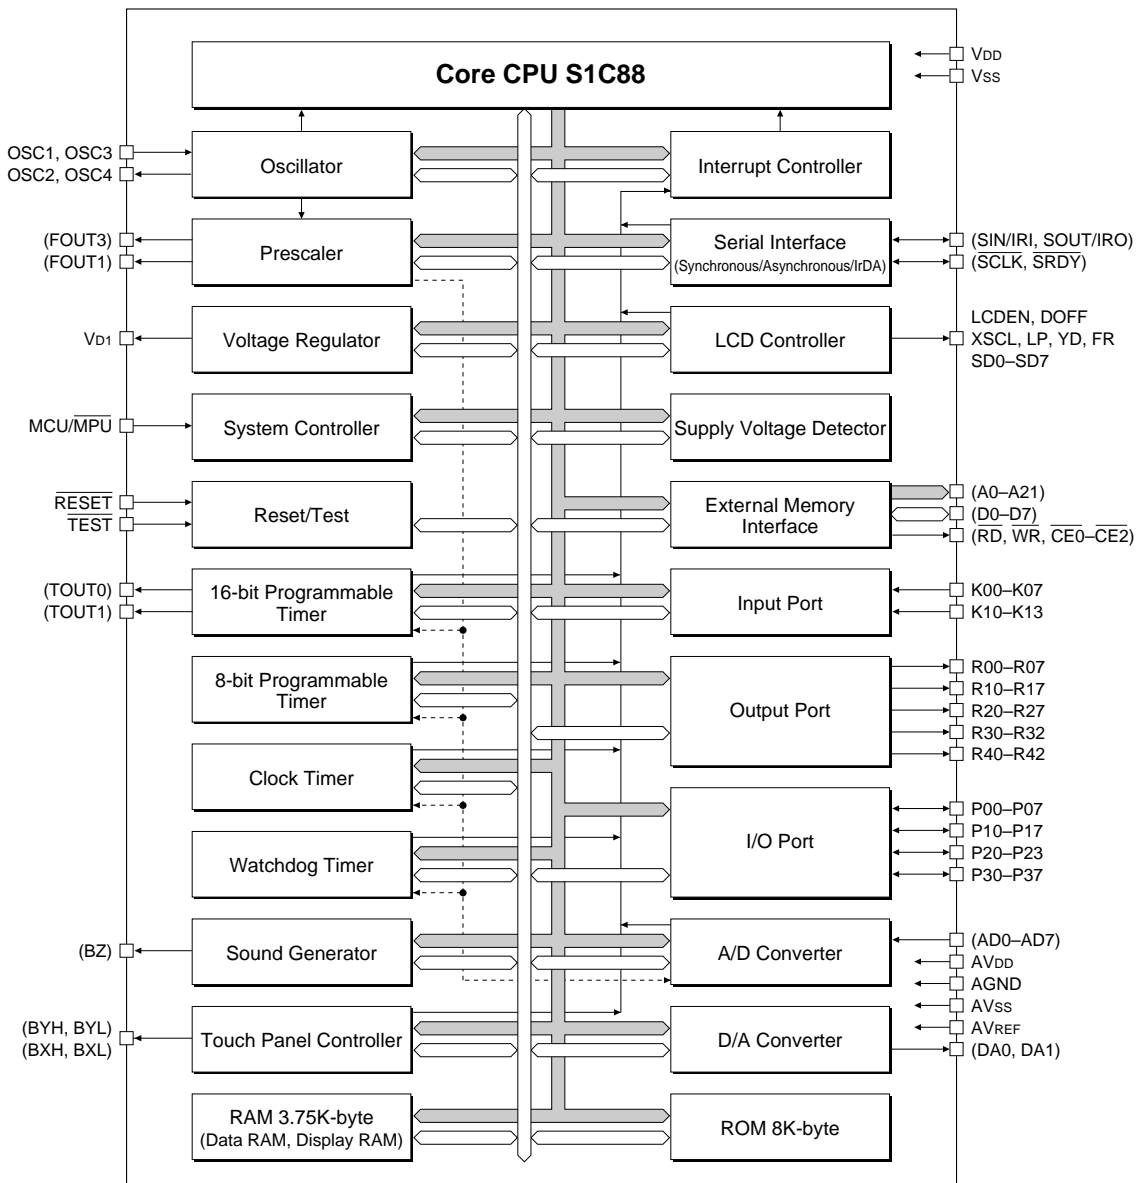 Core CPU S1C88
VDD
VSS
OSC1, OSC3
OSC2, OSC4
Oscillator
Interrupt Controller
(FOUT3)
(FOUT1)
Prescaler
Serial Interface
(Synchronous/Asynchronous/IrDA)
(SIN/IRI, SOUT/IRO)
(SCLK, SRDY)
VD1
Voltage Regulator
LCD Controller
LCDEN, DOFF
XSCL, LP, YD, FR
SD0–SD7
MCU/MPU
System Controller
Supply Voltage Detector
RESET
TEST
Reset/Test
External Memory
Interface
(A0–A21)
(D0–D7)
(RD, WR, CE0–CE2)
(TOUT0)
(TOUT1)
16-bit Programmable
Timer
Input Port
K00–K07
K10–K13
8-bit Programmable
Timer
Output Port
R00–R07
R10–R17
R20–R27
R30–R32
R40–R42
Clock Timer
I/O Port
P00–P07
P10–P17
P20–P23
P30–P37
Watchdog Timer
(BZ)
Sound Generator
A/D Converter
(AD0–AD7)
AVDD
AGND
AVSS
AVREF
(BYH, BYL)
(BXH, BXL)
Touch Panel Controller
D/A Converter
(DA0, DA1)
RAM 3.75K-byte
(Data RAM, Display RAM)
ROM 8K-byte